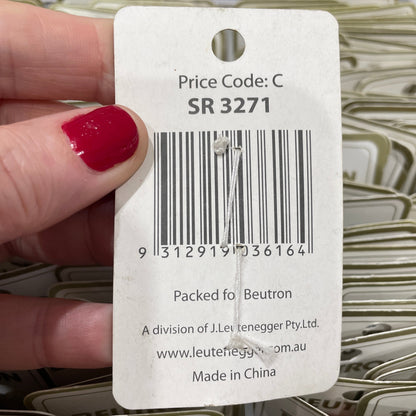 Price Code: C
SR 3271
9 312919 036164
Packed for Beutron
A division of J.Leutenegger Pty.Ltd.
www.leutenegger.com.au
Made in China